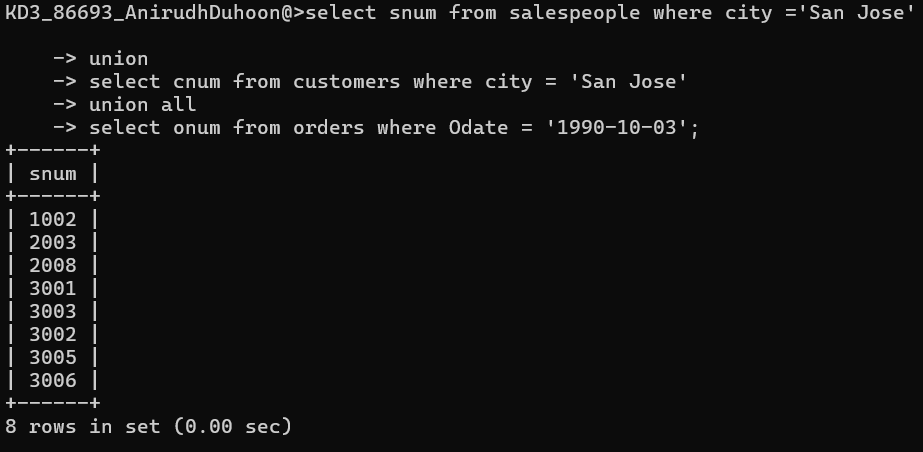 KD3_86693_AnirudhDuhoon@>select snum from salespeople where city ='San Jose'
    -> union
    -> select cnum from customers where city = 'San Jose'
    -> union all
    -> select onum from orders where Odate = '1990-10-03';
+------+
| snum |
+------+
| 1002 |
| 2003 |
| 2008 |
| 3001 |
| 3003 |
| 3002 |
| 3005 |
| 3006 |
+------+
8 rows in set (0.00 sec)